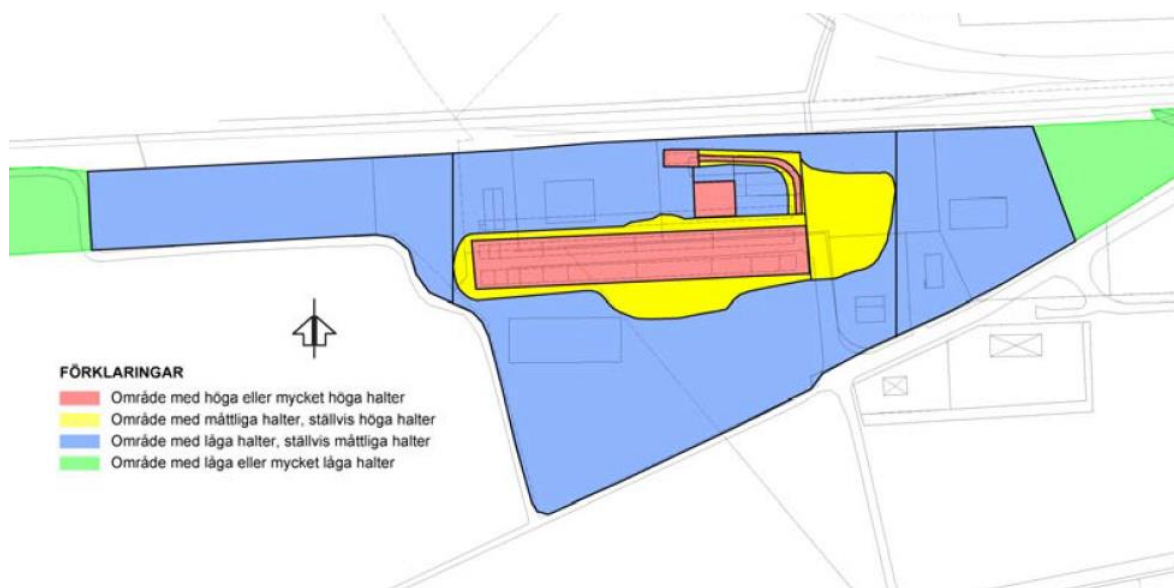 FÖRKLARINGAR
Område med höga eller mycket höga halter
Område med måttliga halter, ställvis höga halter
Område med låga halter, ställvis måttliga halter
Område med låga eller mycket låga halter